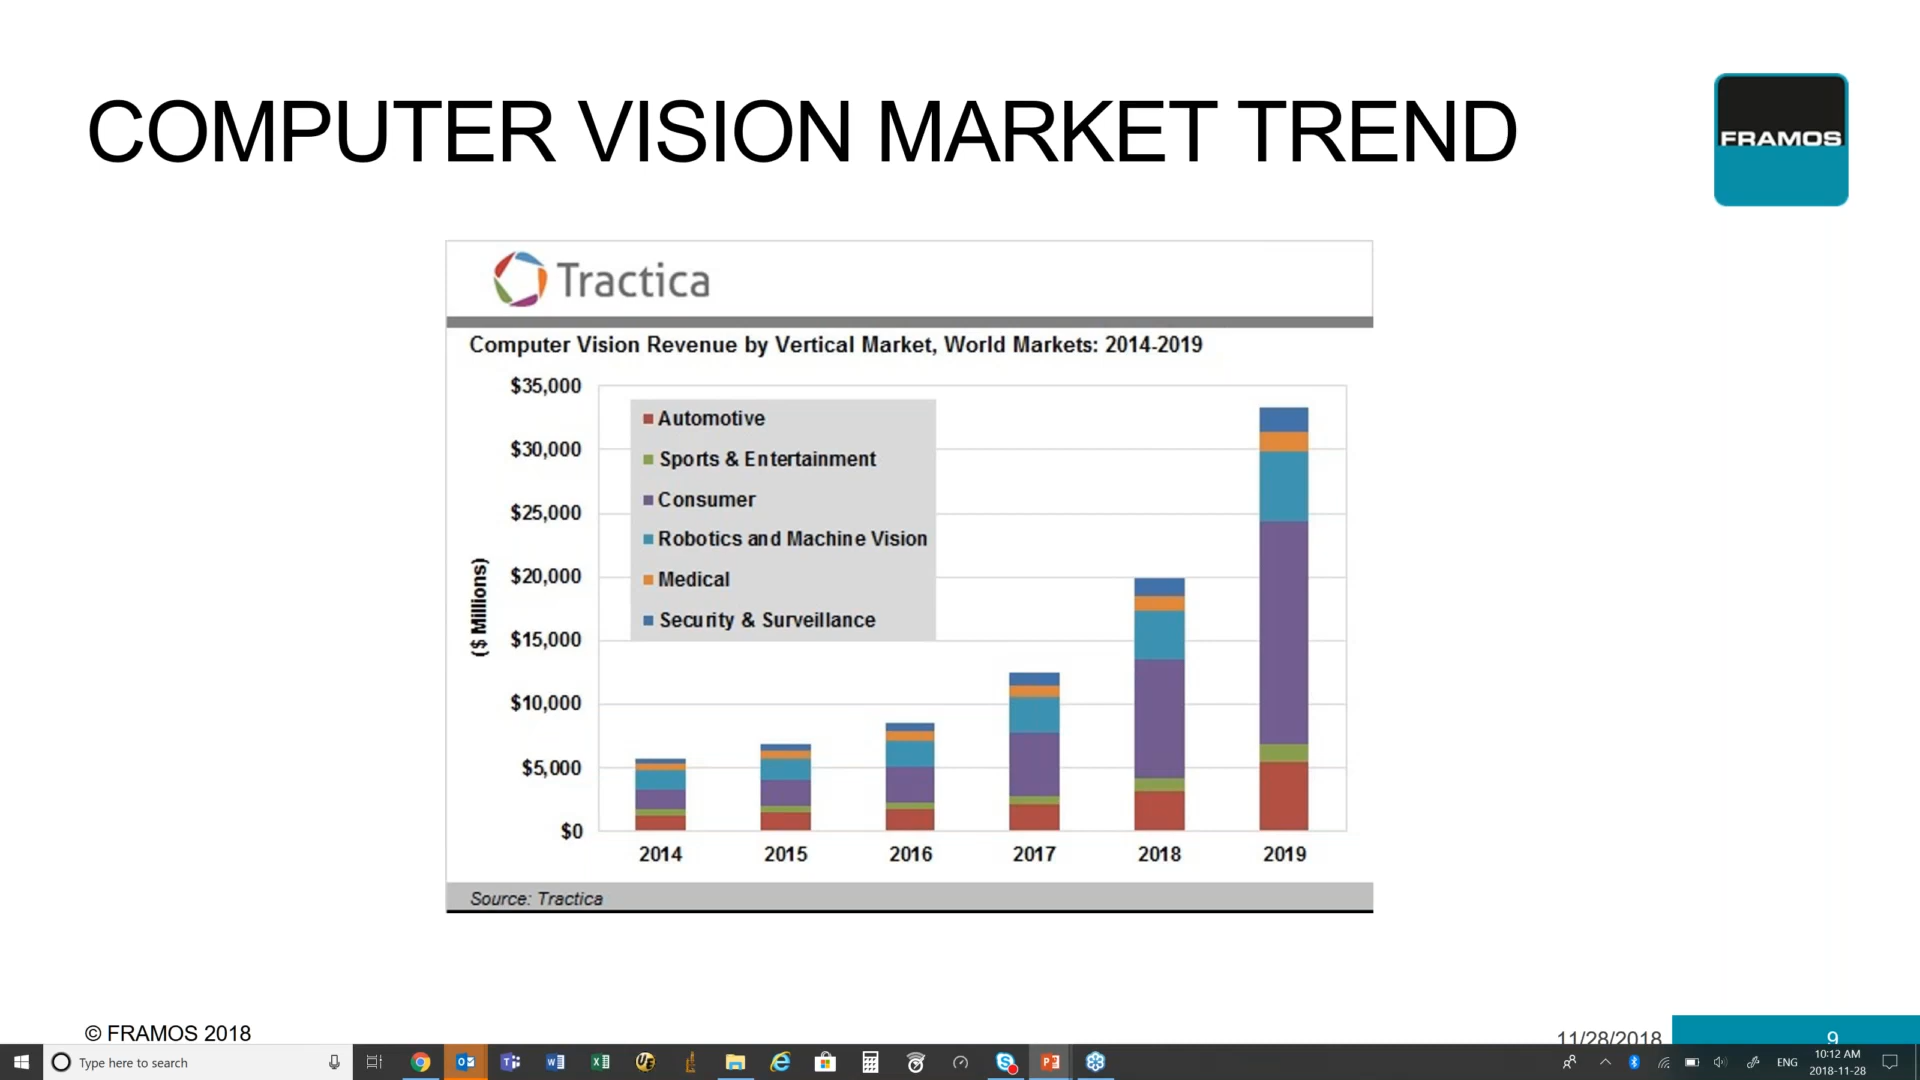 COMPUTER VISION MARKET TREND
FRAMOS
Tractica
Computer Vision Revenue by Vertical Market, World Markets: 2014-2019
($ Millions)
$35,000
$30,000
$25,000
$20,000
$15,000
$10,000
$5,000
$0
Automotive
Sports & Entertainment
Consumer
Robotics and Machine Vision
Medical
Security & Surveillance
2014 2015 2016 2017 2018 2019
Source: Tractica
© FRAMOS 2018
11/28/2018
9
Type here to search
ENG
10:12 AM
2018-11-28